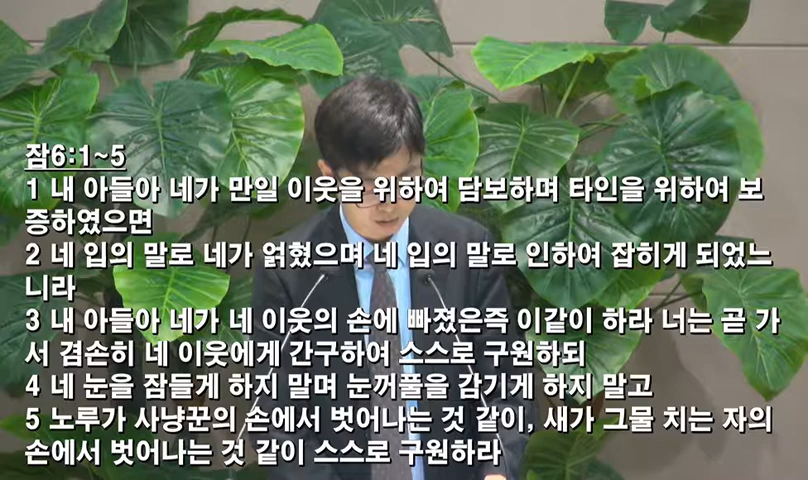 잠6:1~5
1 내 아들아 네가 만일 이웃을 위하여 담보하며 타인을 위하여 보
증하였으면
2 네 입의 말로 네가 얽혔으며 네 입의 말로 인하여 잡히게 되었느
니라
3 내 아들아 네가 네 이웃의 손에 빠졌은즉 이같이 하라 너는 곧 가
서 겸손히 네 이웃에게 간구하여 스스로 구원하되
4 네 눈을 잠들게 하지 말며 눈꺼풀을 감기게 하지 말고
5 노루가 사냥꾼의 손에서 벗어나는 것 같이, 새가 그물 치는 자의
손에서 벗어나는 것 같이 스스로 구원하라